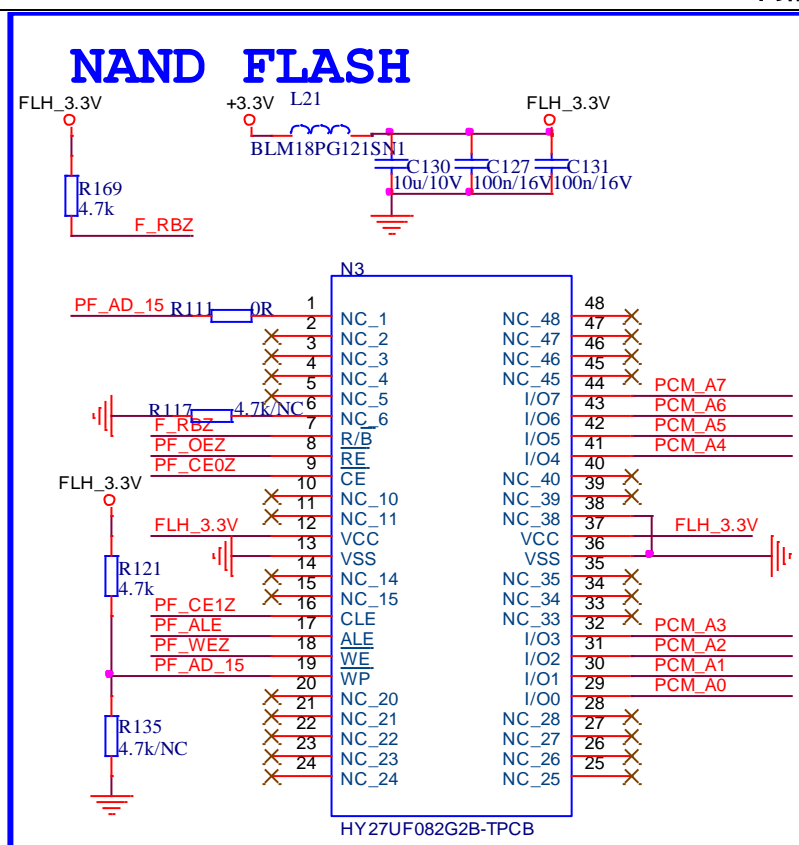 NAND FLASH
FLH_3.3V
+3.3V
L21
FLH_3.3V
BLM18PG121SN1
C130
10u/10V
C127
100n/16V
C131
100n/16V
R169
4.7k
F_RBZ
N3
PF_AD_15 R111 0R 1 NC_1 NC_48 48
2 NC_2 NC_47 47
3 NC_3 NC_46 46
4 NC_4 NC_45 45
5 NC_5 I/O7 44 PCM_A7
R117 4.7k/NC 6 NC_6 I/O6 43 PCM_A6
F_RBZ 7 R/B I/O5 42 PCM_A5
PF_OEZ 8 RE I/O4 41 PCM_A4
PF_CE0Z 9 CE NC_40 40
FLH_3.3V
10 NC_10 NC_39 39
11 NC_11 NC_38 38
FLH_3.3V 12 VCC VCC 37 FLH_3.3V
13 VSS VSS 36
R121
4.7k
14 NC_14 NC_35 35
15 NC_15 NC_34 34
PF_CE1Z 16 CLE NC_33 33
PF_ALE 17 ALE I/O3 32 PCM_A3
PF_WEZ 18 WE I/O2 31 PCM_A2
PF_AD_15 19 WP I/O1 30 PCM_A1
20 NC_20 I/O0 29 PCM_A0
R135
4.7k/NC
21 NC_21 NC_28 28
22 NC_22 NC_27 27
23 NC_23 NC_26 26
24 NC_24 NC_25 25
HY27UF082G2B-TPCB